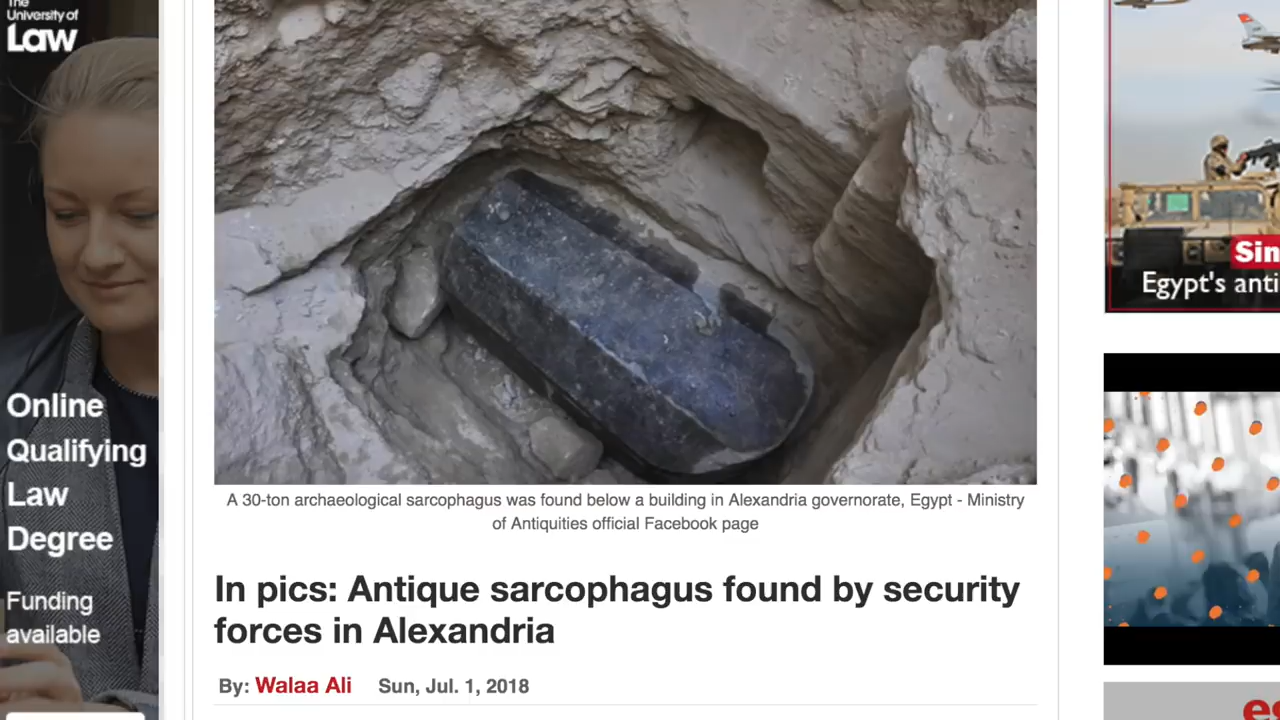 The
University of
Law
Online
Qualifying
Law
Degree
Funding
available
A 30-ton archaeological sarcophagus was found below a building in Alexandria governorate, Egypt - Ministry
of Antiquities official Facebook page
In pics: Antique sarcophagus found by security
forces in Alexandria
By: Walaa Ali Sun, Jul. 1, 2018
Sin
Egypt's anti